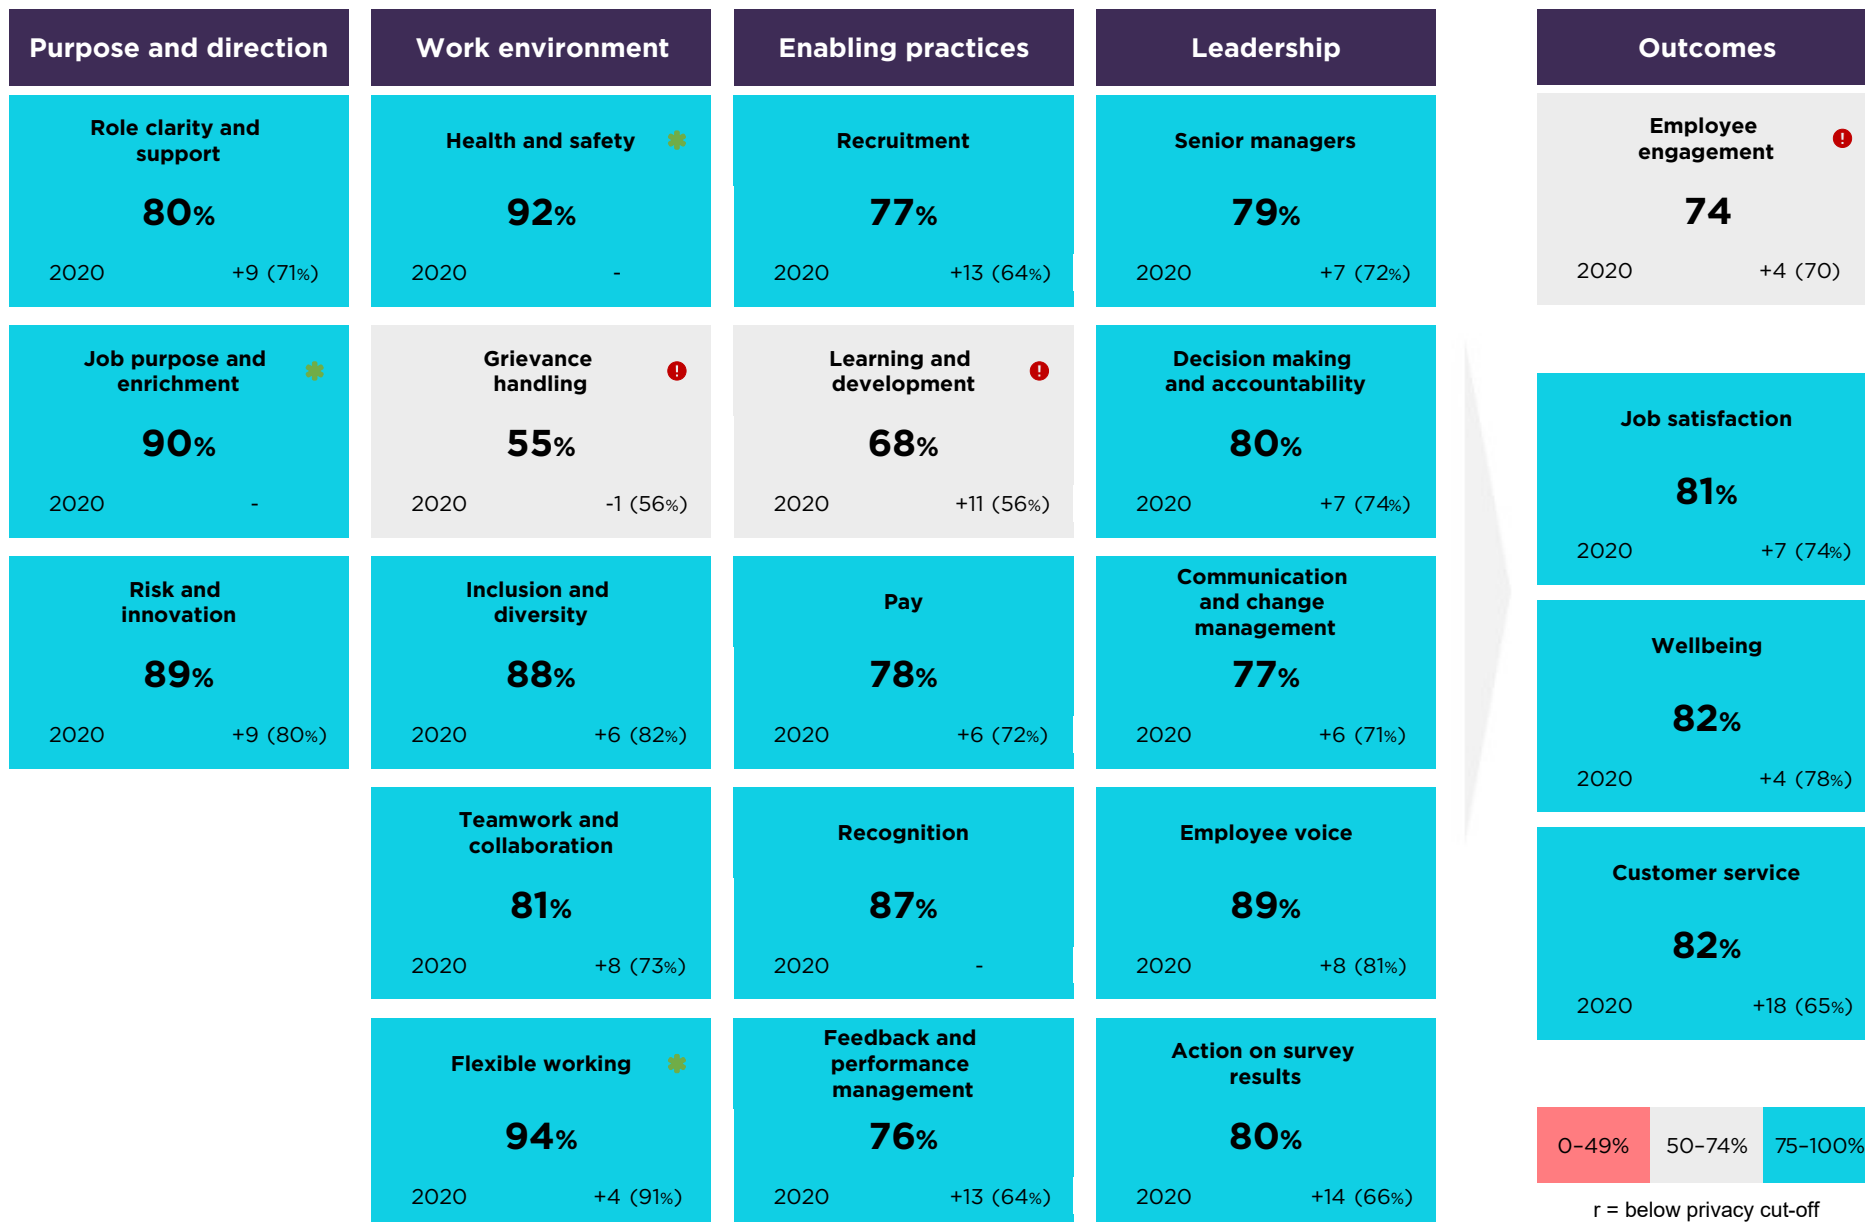 Purpose and direction
Role clarity and
support
80%
2020 +9 (71%)
Job purpose and
enrichment
90%
2020 -
Risk and
innovation
89%
2020 +9 (80%)
Work environment
Health and safety
92%
2020 -
Grievance
handling
55%
2020 -1 (56%)
Inclusion and
diversity
88%
2020 +6 (82%)
Teamwork and
collaboration
81%
2020 +8 (73%)
Flexible working
94%
2020 +4 (91%)
Enabling practices
Recruitment
77%
2020 +13 (64%)
Learning and
development
68%
2020 +11 (56%)
Pay
78%
2020 +6 (72%)
Recognition
87%
2020 -
Feedback and
performance
management
76%
2020 +13 (64%)
Leadership
Senior managers
79%
2020 +7 (72%)
Decision making
and accountability
80%
2020 +7 (74%)
Communication
and change
management
77%
2020 +6 (71%)
Employee voice
89%
2020 +8 (81%)
Action on survey
results
80%
2020 +14 (66%)
Outcomes
Employee
engagement
74
2020 +4 (70)
Job satisfaction
81%
2020 +7 (74%)
Wellbeing
82%
2020 +4 (78%)
Customer service
82%
2020 +18 (65%)
0–49% 50–74% 75–100%
r = below privacy cut-off